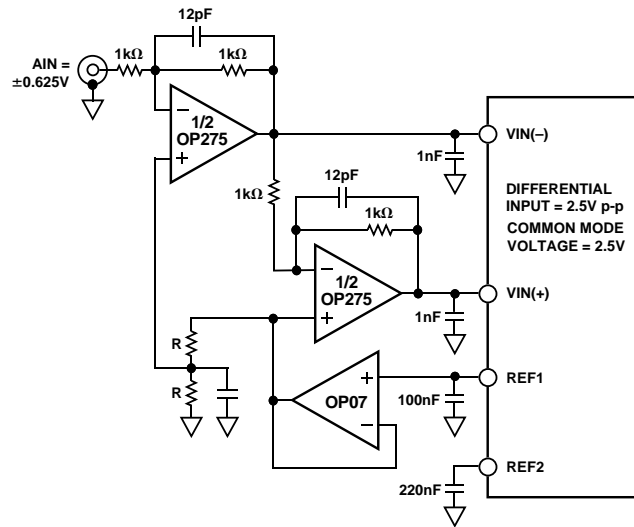 12pF
AIN =
±0.625V
1kΩ
1kΩ
1/2
OP275
VIN(–)
1nF
1kΩ
12pF
1kΩ
DIFFERENTIAL
INPUT = 2.5V p-p
COMMON MODE
VOLTAGE = 2.5V
1/2
OP275
VIN(+)
1nF
R
R
OP07
REF1
100nF
REF2
220nF